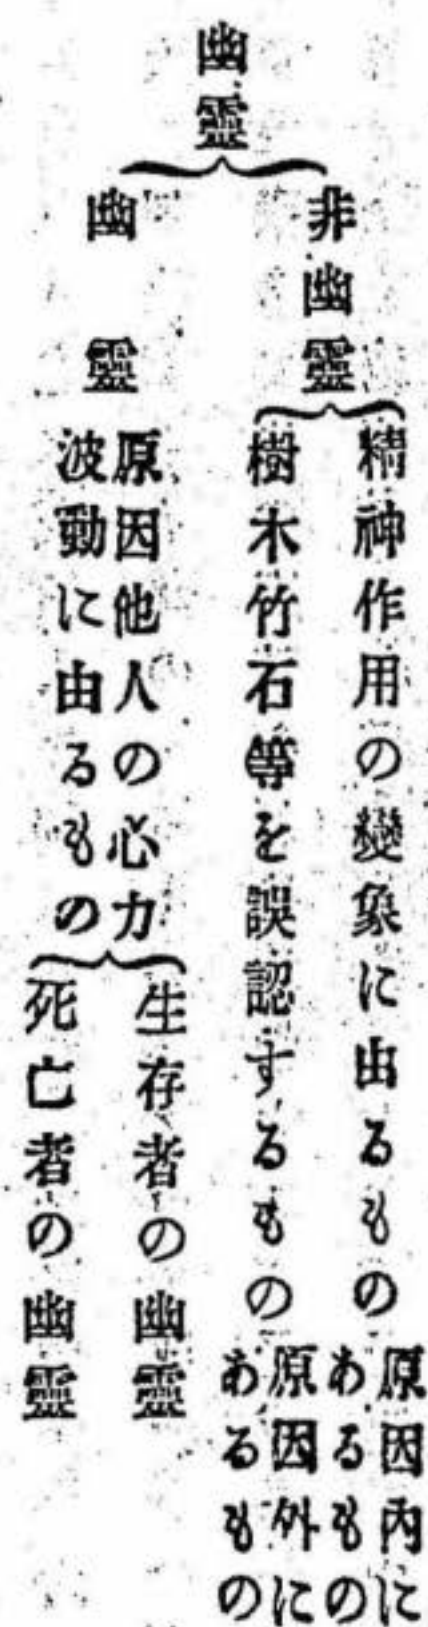 幽靈
非幽靈
精神作用の變象に由るもの
原因內に
あるもの
樹木竹石等を誤認するもの
原因外に
あるもの
幽靈
原因他人の心力
波動に由るもの
生存者の幽靈
死亡者の幽靈